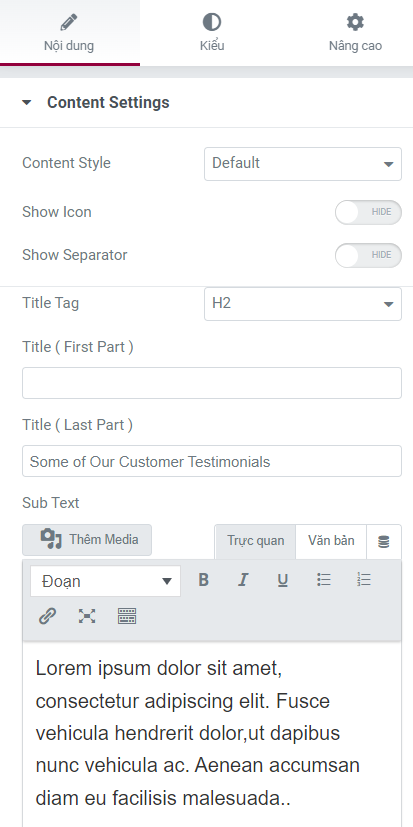 Nội dung
Kiểu
Nâng cao
Content Settings
Content Style
Default
Show Icon
HIDE
Show Separator
HIDE
Title Tag
H2
Title ( First Part )
Title ( Last Part )
Some of Our Customer Testimonials
Sub Text
Thêm Media
Trực quan
Văn bản
Đoạn
B
I
U
Lorem ipsum dolor sit amet,
consectetur adipiscing elit. Fusce
vehicula hendrerit dolor,ut dapibus
nunc vehicula ac. Aenean accumsan
diam eu facilisis malesuada..